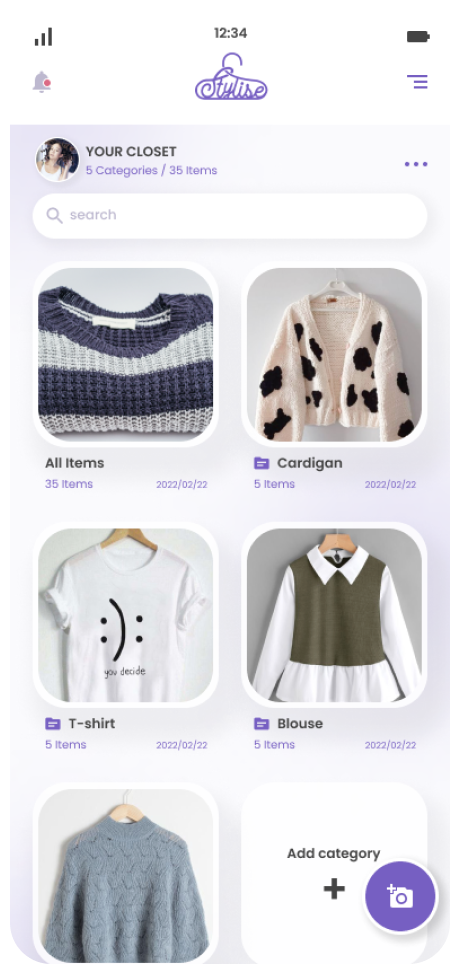 12:34
Stylise
YOUR CLOSET
5 Categories / 35 Items
search
All Items
35 Items 2022/02/22
Cardigan
5 Items 2022/02/22
you decide
T-shirt
5 Items 2022/02/22
Blouse
5 Items 2022/02/22
Add category